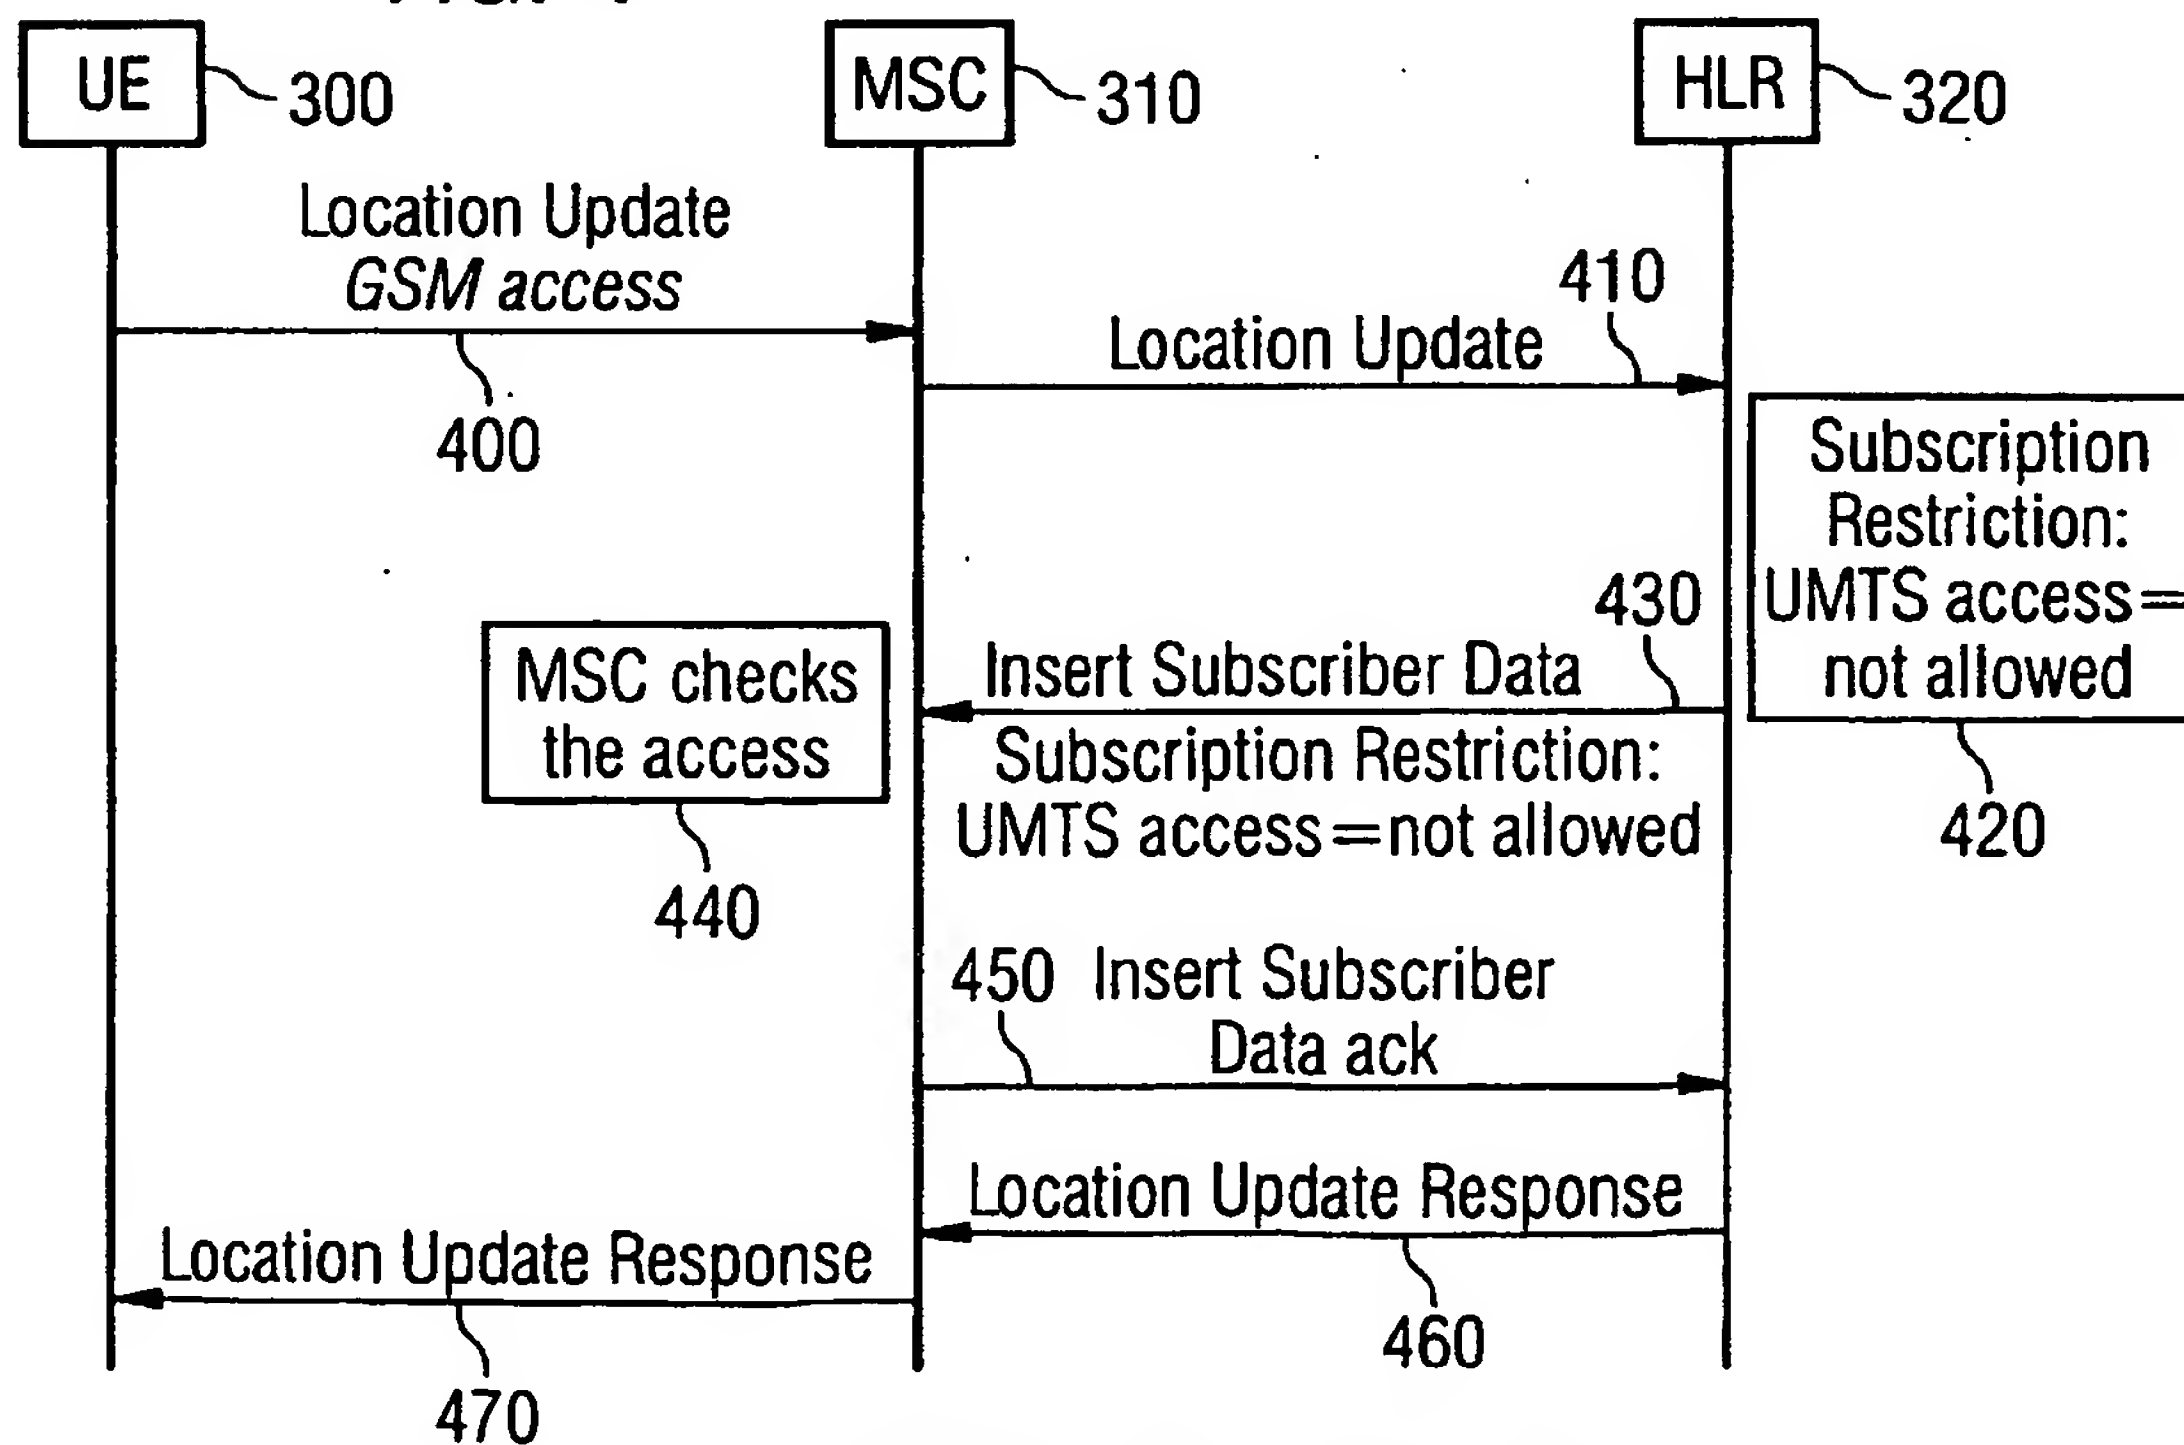 UE
300
MSC
310
HLR
320
Location Update
GSM access
400
410
Location Update
Subscription
Restriction:
UMTS access=
not allowed
420
430
Insert Subscriber Data
Subscription Restriction:
UMTS access=not allowed
MSC checks
the access
440
450 Insert Subscriber
Data ack
Location Update Response
460
Location Update Response
470